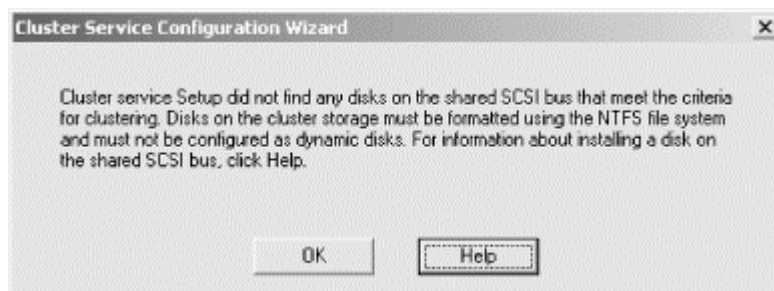 Cluster Service Configuration Wizard
Cluster service Setup did not find any disks on the shared SCSI bus that meet the criteria
for clustering. Disks on the cluster storage must be formatted using the NTFS file system
and must not be configured as dynamic disks. For information about installing a disk on
the shared SCSI bus, click Help.
OK
Help